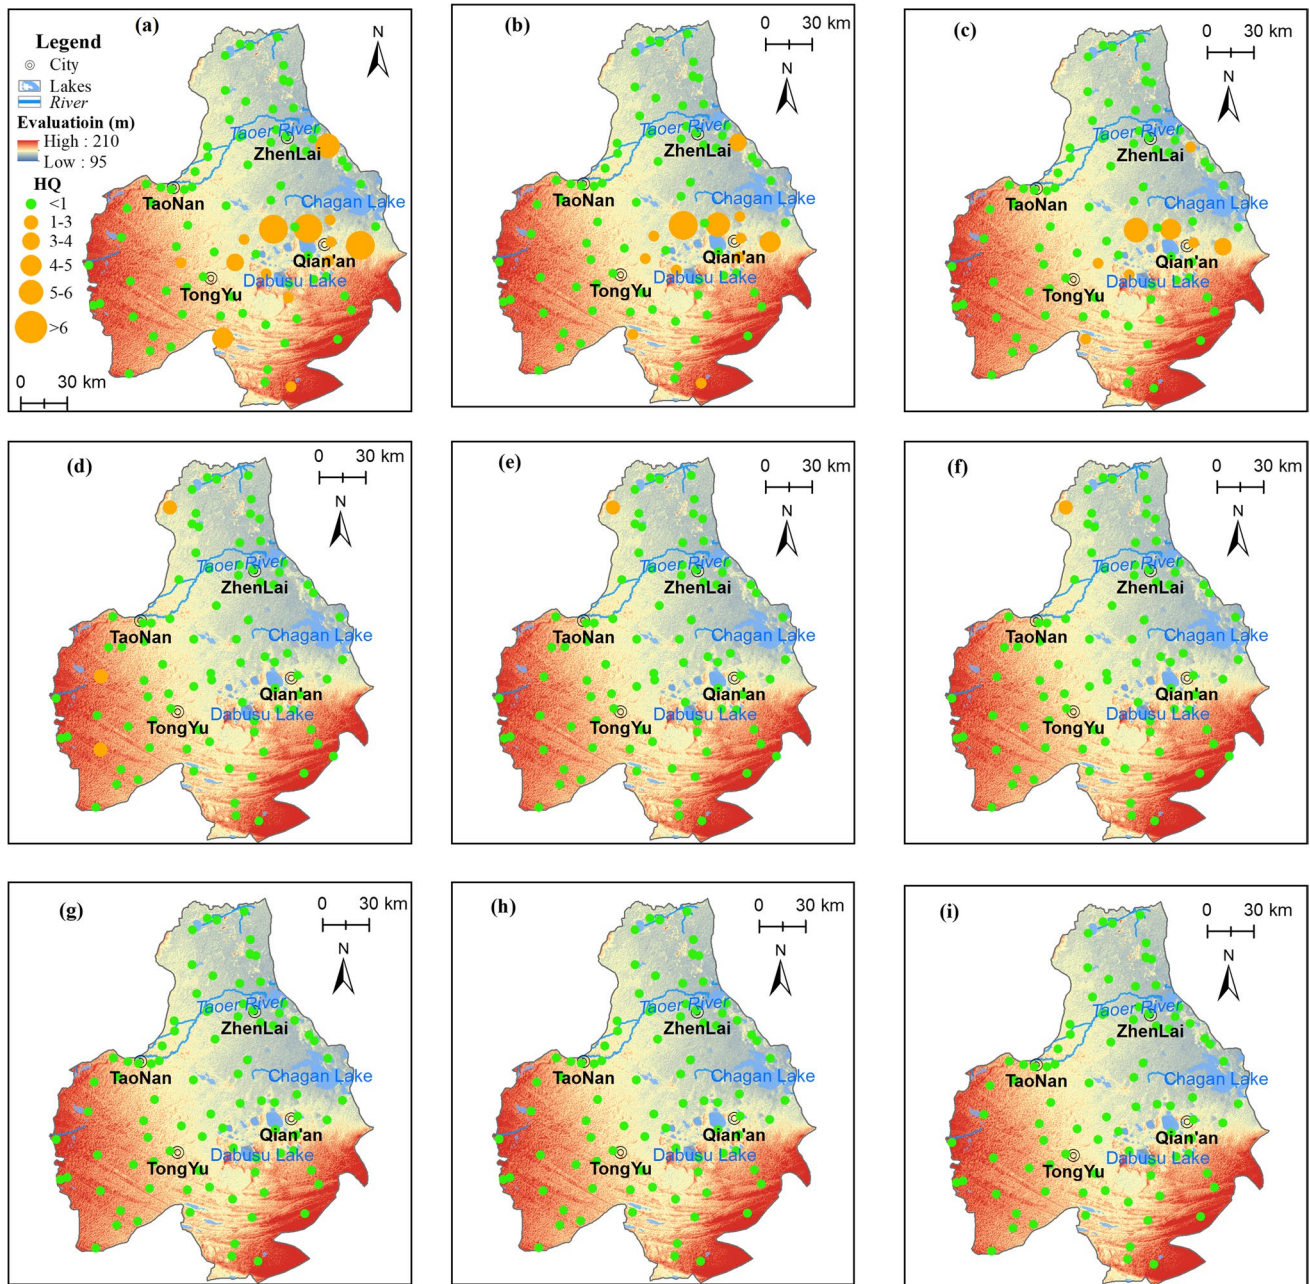 (a)
N
Legend
City
Lakes
River
Evaluatioin (m)
High : 210
Low : 95
HQ
<1
1-3
3-4
4-5
5-6
>6
0 30 km
Taoer River
ZhenLai
TaoNan
Chagan Lake
Qian'an
Dabusu Lake
TongYu
(b)
0 30 km
N
Taoer River
ZhenLai
TaoNan
Chagan Lake
Qian'an
Dabusu Lake
TongYu
(c)
0 30 km
N
Taoer River
ZhenLai
TaoNan
Chagan Lake
Qian'an
Dabusu Lake
TongYu
(d)
0 30 km
N
Taoer River
ZhenLai
TaoNan
Chagan Lake
Qian'an
Dabusu Lake
TongYu
(e)
0 30 km
N
Taoer River
ZhenLai
TaoNan
Chagan Lake
Qian'an
Dabusu Lake
TongYu
(f)
0 30 km
N
Taoer River
ZhenLai
TaoNan
Chagan Lake
Qian'an
Dabusu Lake
TongYu
(g)
0 30 km
N
Taoer River
ZhenLai
TaoNan
Chagan Lake
Qian'an
Dabusu Lake
TongYu
(h)
0 30 km
N
Taoer River
ZhenLai
TaoNan
Chagan Lake
Qian'an
Dabusu Lake
TongYu
(i)
0 30 km
N
Taoer River
ZhenLai
TaoNan
Chagan Lake
Qian'an
Dabusu Lake
TongYu